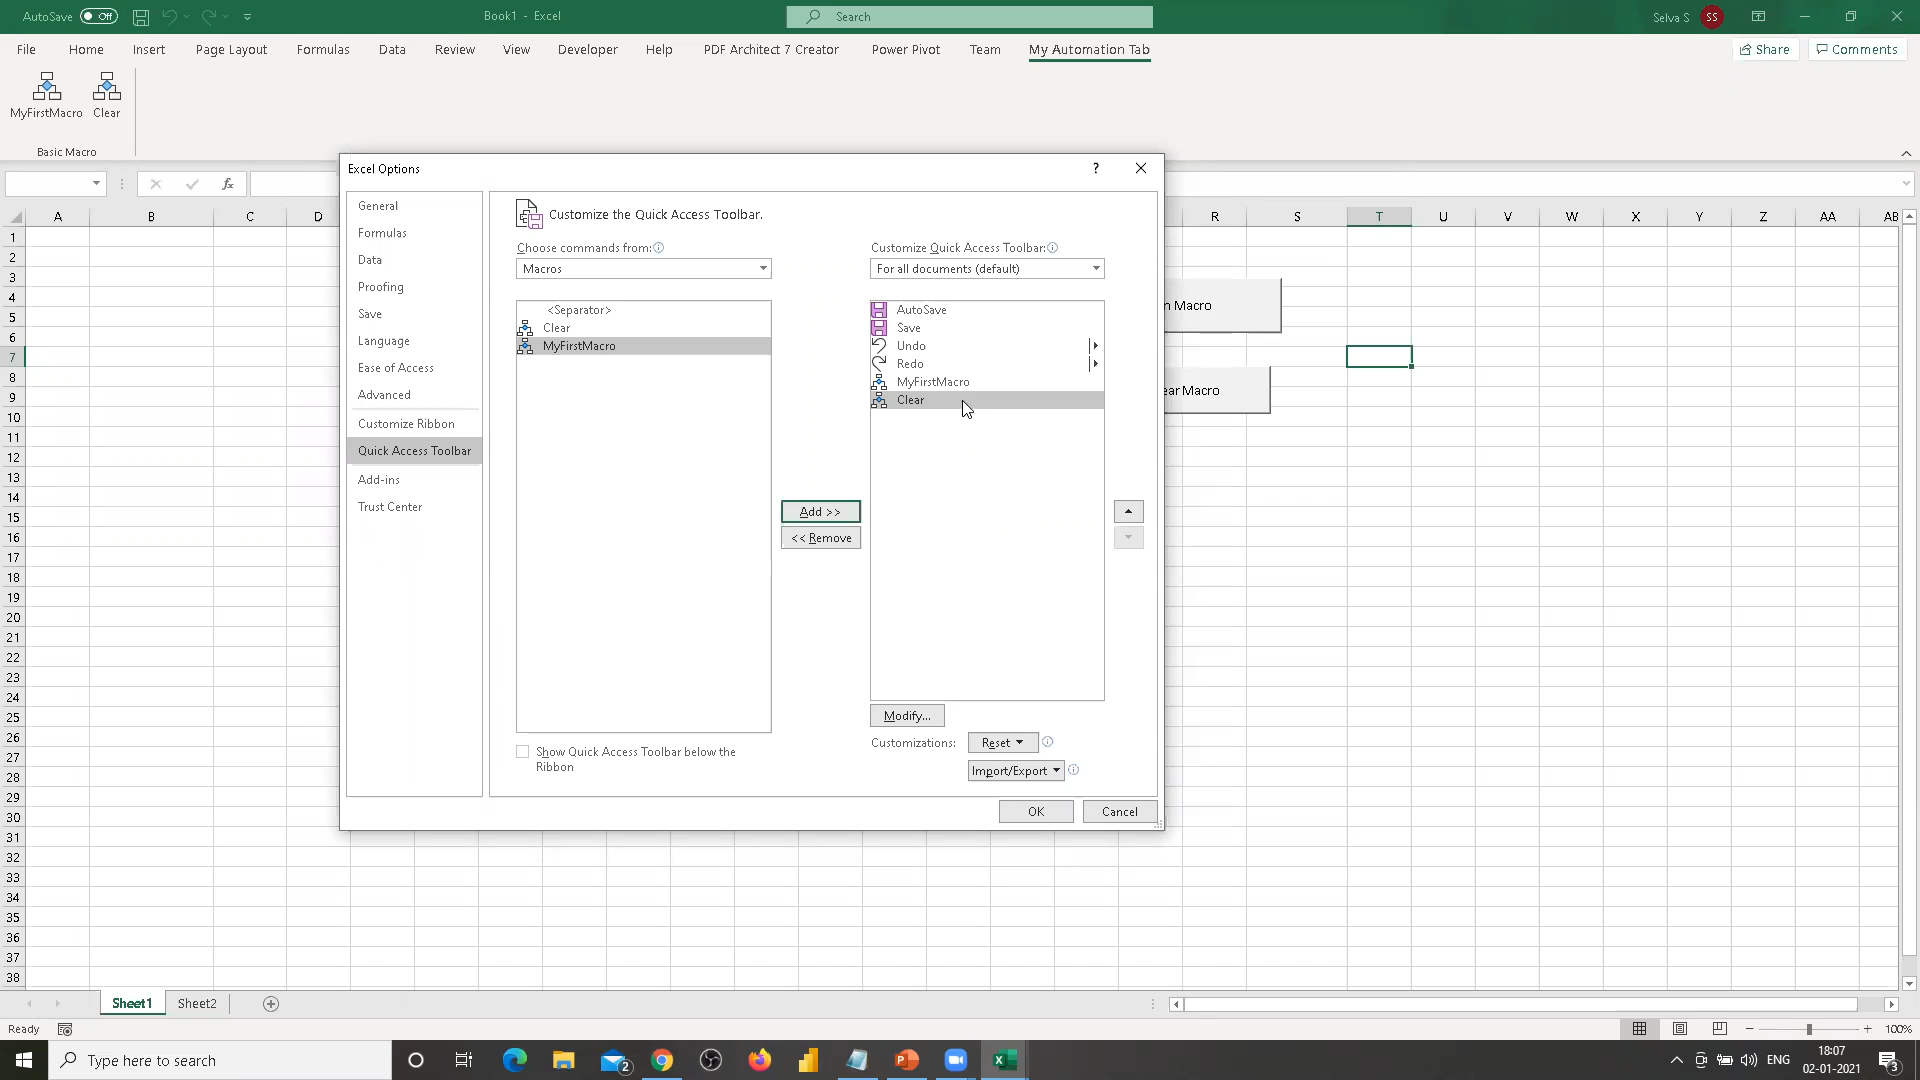 AutoSave Off Book1 - Excel Search Selva S SS
File Home Insert Page Layout Formulas Data Review View Developer Help PDF Architect 7 Creator Power Pivot Team My Automation Tab Share Comments
MyFirstMacro Clear
Basic Macro
Excel Options ?
fx
General
Formulas
Data
Proofing
Save
Language
Ease of Access
Advanced
Customize Ribbon
Quick Access Toolbar
Add-ins
Trust Center
Customize the Quick Access Toolbar.
Choose commands from:
Macros
<Separator>
Clear
MyFirstMacro
Add >>
<< Remove
Customize Quick Access Toolbar:
For all documents (default)
AutoSave
Save
Undo
Redo
MyFirstMacro
Clear
Modify...
Customizations: Reset
Import/Export
Show Quick Access Toolbar below the
Ribbon
OK Cancel
A B C D R S T U V W X Y Z AA AB
1
2
3
4
5
6
7
8
9
10
11
12
13
14
15
16
17
18
19
20
21
22
23
24
25
26
27
28
29
30
31
32
33
34
35
36
37
38
n Macro
ear Macro
Sheet1 Sheet2
Ready 100%
Type here to search
2
ENG
18:07
02-01-2021
3